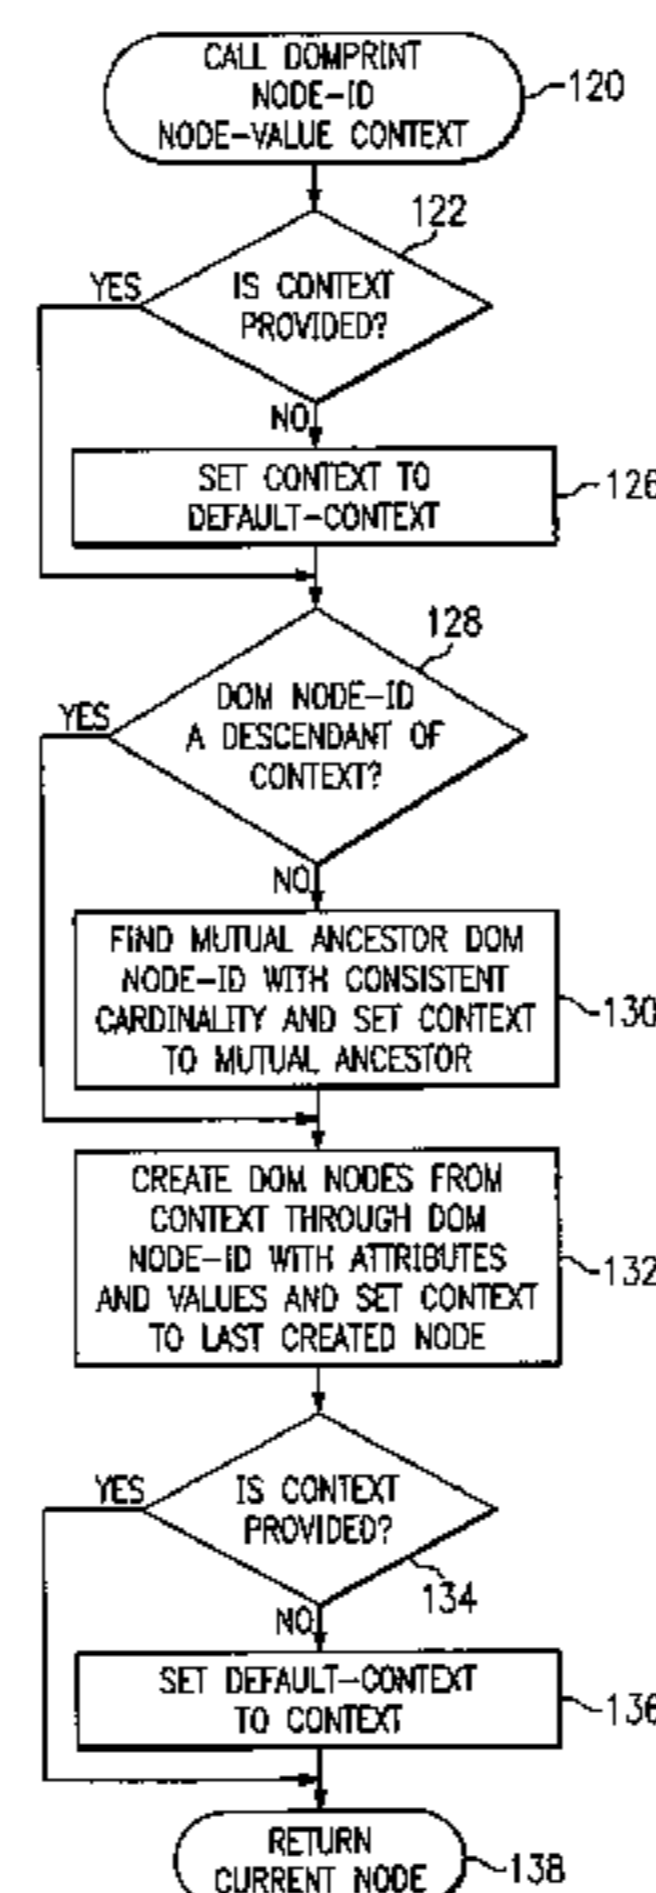 CALL DOMPRINT
NODE-ID
NODE-VALUE CONTEXT
120
122
YES
IS CONTEXT
PROVIDED?
NO
SET CONTEXT TO
DEFAULT-CONTEXT
126
128
YES
DOM NODE-ID
A DESCENDANT OF
CONTEXT?
NO
FIND MUTUAL ANCESTOR DOM
NODE-ID WITH CONSISTENT
CARDINALITY AND SET CONTEXT
TO MUTUAL ANCESTOR
130
CREATE DOM NODES FROM
CONTEXT THROUGH DOM
NODE-ID WITH ATTRIBUTES
AND VALUES AND SET CONTEXT
TO LAST CREATED NODE
132
YES
IS CONTEXT
PROVIDED?
134
NO
SET DEFAULT-CONTEXT
TO CONTEXT
136
RETURN
CURRENT NODE
138